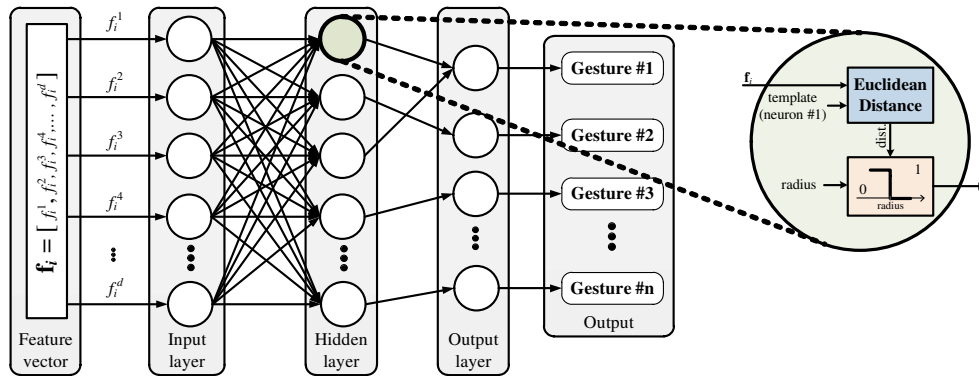 f_i = [ f_i^1, f_i^2, f_i^3, f_i^4, ..., f_i^d ]
Feature
vector
f_i^1
f_i^2
f_i^3
f_i^4
...
f_i^d
Input
layer
Hidden
layer
Output
layer
Gesture #1
Gesture #2
Gesture #3
Gesture #n
Output
f_i
template
(neuron #1)
Euclidean
Distance
dist.
radius
0
1
radius